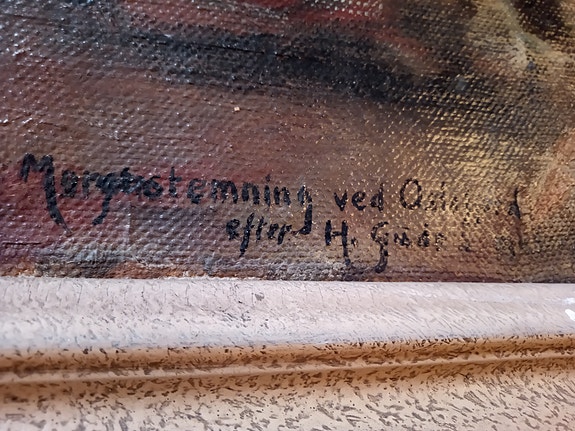 Morgenstemning ved
efter H. Gude